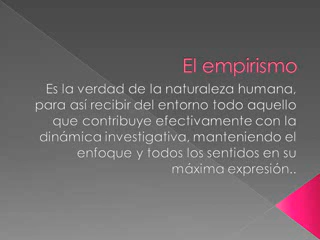 El empirismo
Es la verdad de la naturaleza humana,
para así recibir del entorno todo aquello
que contribuye efectivamente con la
dinámica investigativa, manteniendo el
enfoque y todos los sentidos en su
máxima expresión..